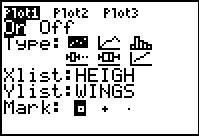 Plot1 Plot2 Plot3
On Off
Type:
Xlist:HEIGH
Ylist:WINGS
Mark: + .